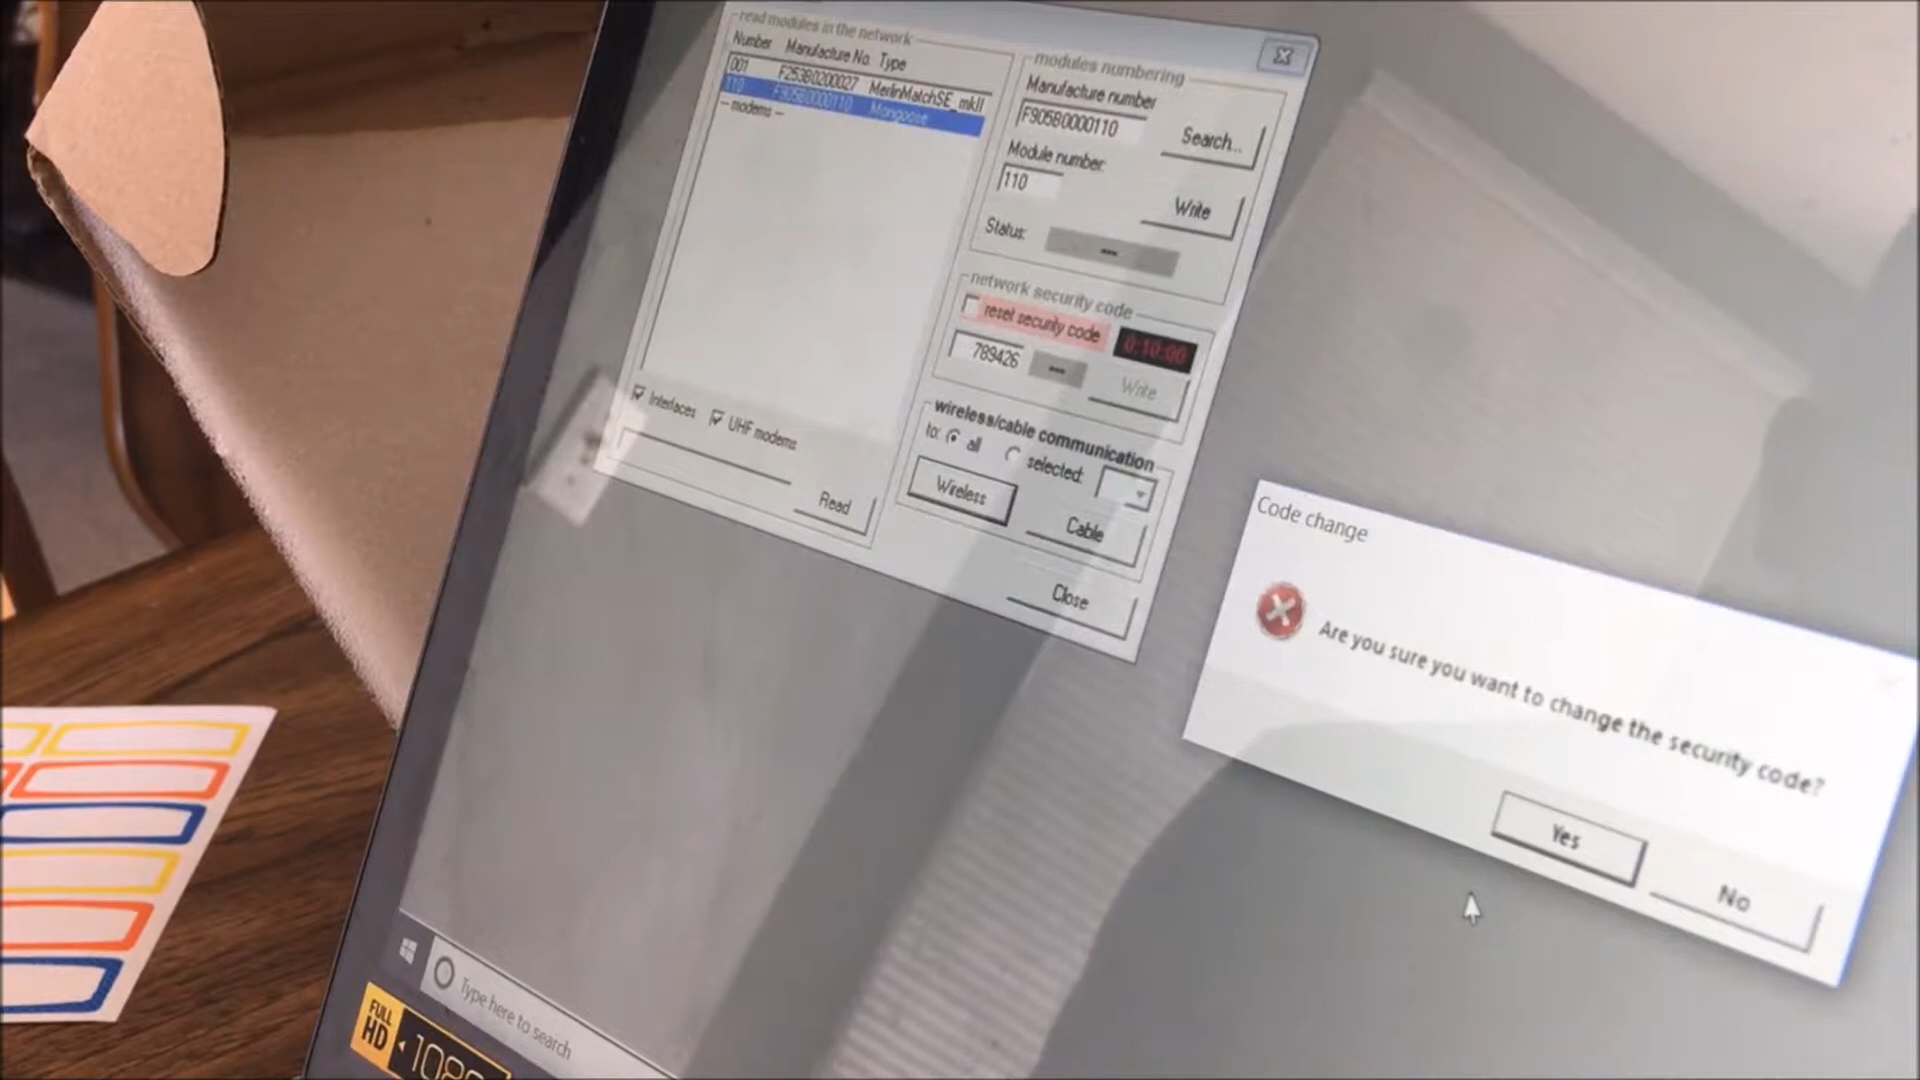 read modules in the network
Number Manufacture No. Type
001 FZ53B0200027 MerlinMatchSE_mkII
110 F905B0000110 Mongoose
-- modems --
Interfaces
UHF modems
Read
modules numbering
Manufacture number
F905B0000110
Search...
Module number:
110
Write
Status:
---
network security code
reset security code
0:10:00
789426
---
Write
wireless/cable communication
to: all selected:
Wireless
Cable
Close
Code change
Are you sure you want to change the security code?
Yes
No
Type here to search
FULL HD